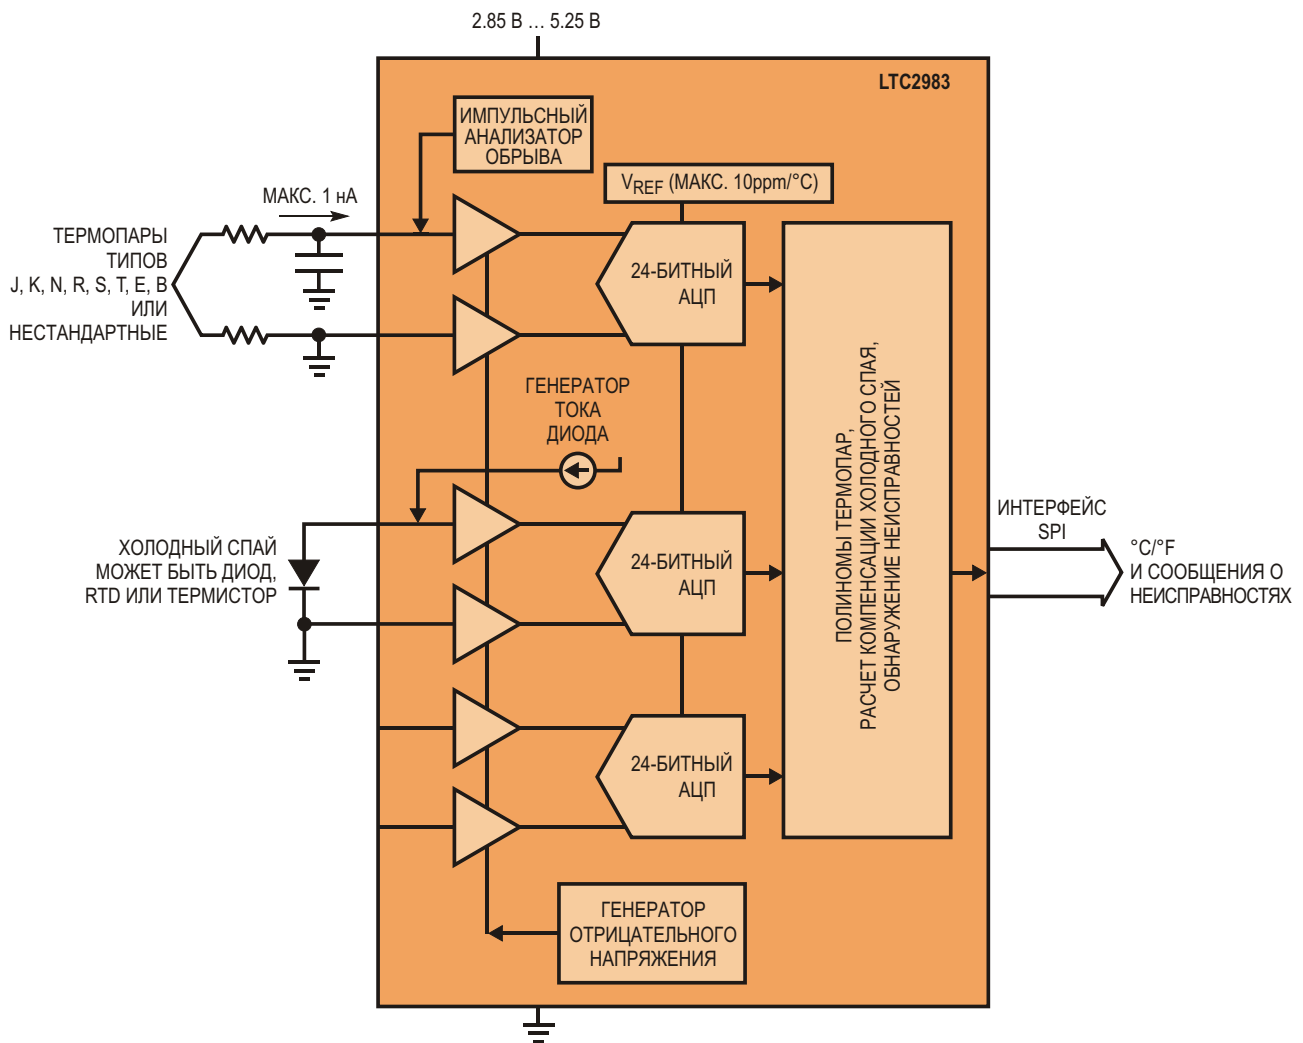 2.85 В … 5.25 В
LTC2983
ИМПУЛЬСНЫЙ
АНАЛИЗАТОР
ОБРЫВА
VREF (МАКС. 10ppm/°C)
МАКС. 1 нА
ТЕРМОПАРЫ
ТИПОВ
J, K, N, R, S, T, E, B
ИЛИ
НЕСТАНДАРТНЫЕ
24-БИТНЫЙ
АЦП
ГЕНЕРАТОР
ТОКА
ДИОДА
ПОЛИНОМЫ ТЕРМОПАР,
РАСЧЕТ КОМПЕНСАЦИИ ХОЛОДНОГО СПАЯ,
ОБНАРУЖЕНИЕ НЕИСПРАВНОСТЕЙ
ХОЛОДНЫЙ СПАЙ
МОЖЕТ БЫТЬ ДИОД,
RTD ИЛИ ТЕРМИСТОР
24-БИТНЫЙ
АЦП
ИНТЕРФЕЙС
SPI
°C/°F
И СООБЩЕНИЯ О
НЕИСПРАВНОСТЯХ
24-БИТНЫЙ
АЦП
ГЕНЕРАТОР
ОТРИЦАТЕЛЬНОГО
НАПРЯЖЕНИЯ